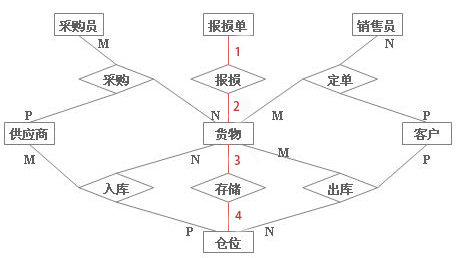 采购员 报损单 销售员
M 1 N
采购 报损 定单
P N 2 M P
供应商 货物 客户
M N 3 M P
入库 存储 出库
P 4 N
仓位